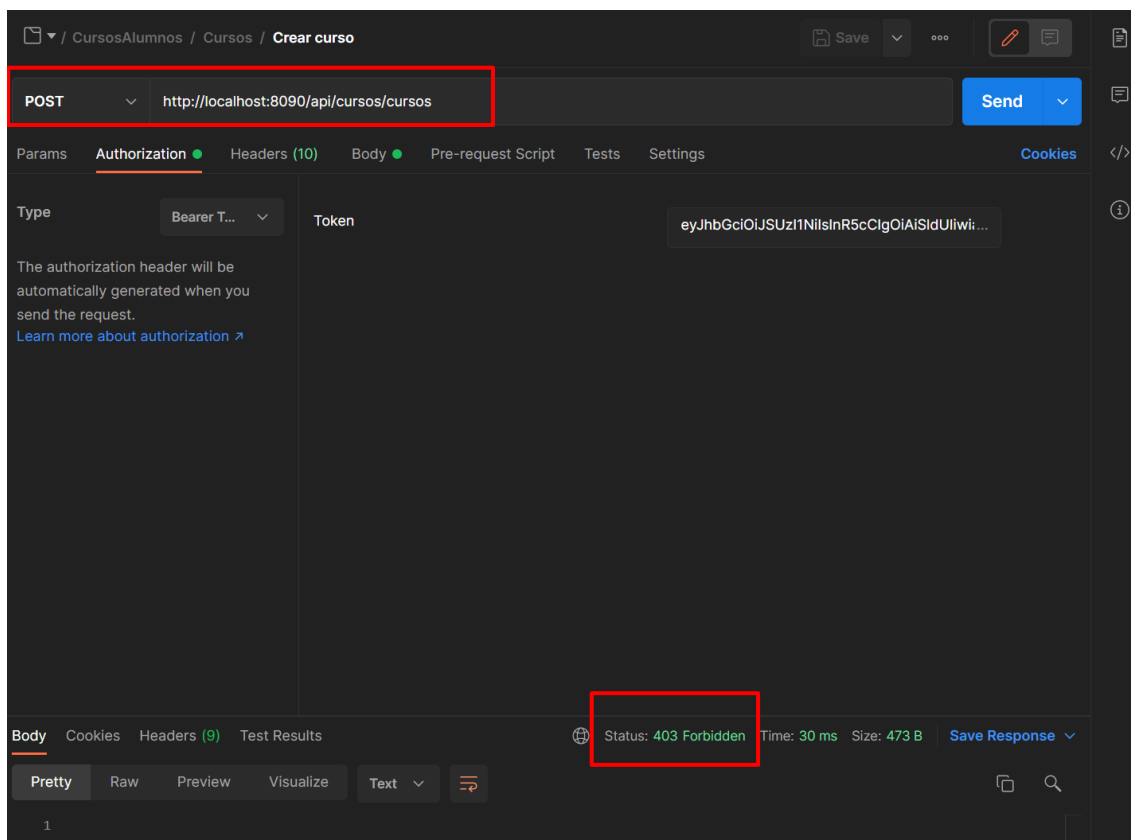 / CursosAlumnos / Cursos / Crear curso Save
POST http://localhost:8090/api/cursos/cursos Send
Params Authorization Headers (10) Body Pre-request Script Tests Settings Cookies
Type Bearer T... Token eyJhbGciOiJSUzI1NiIsInR5cCIgOiAiSldUIiwi...
The authorization header will be
automatically generated when you
send the request.
Learn more about authorization ↗
Body Cookies Headers (9) Test Results Status: 403 Forbidden Time: 30 ms Size: 473 B Save Response
Pretty Raw Preview Visualize Text
1